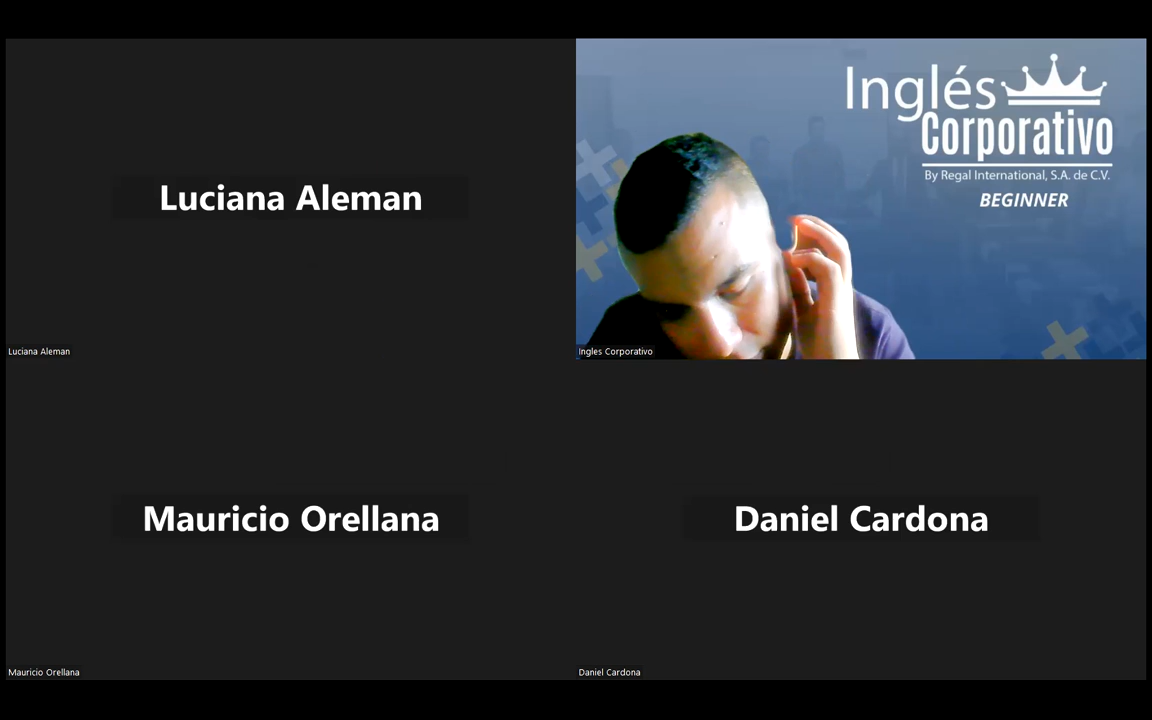 Luciana Aleman
Luciana Aleman
Inglés
Corporativo
By Regal International, S.A. de C.V.
BEGINNER
Ingles Corporativo
Mauricio Orellana
Mauricio Orellana
Daniel Cardona
Daniel Cardona